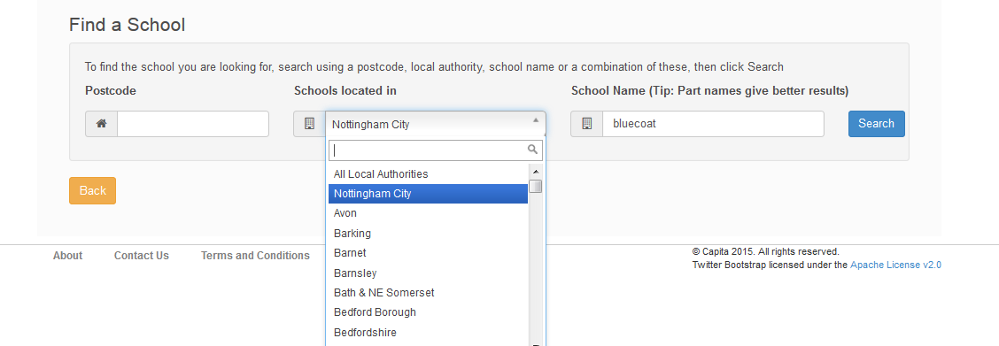 Find a School
To find the school you are looking for, search using a postcode, local authority, school name or a combination of these, then click Search
Postcode
Schools located in
School Name (Tip: Part names give better results)
Nottingham City
bluecoat
Search
All Local Authorities
Nottingham City
Avon
Barking
Barnet
Barnsley
Bath & NE Somerset
Bedford Borough
Bedfordshire
Back
About Contact Us Terms and Conditions
© Capita 2015. All rights reserved.
Twitter Bootstrap licensed under the Apache License v2.0